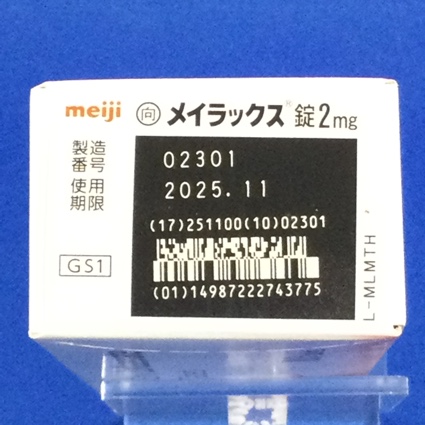 meiji 向 メイラックス® 錠2mg
製造番号 02301
使用期限 2025.11
(17)251100(10)02301
GS1
(01)14987222743775
L-MLMTH